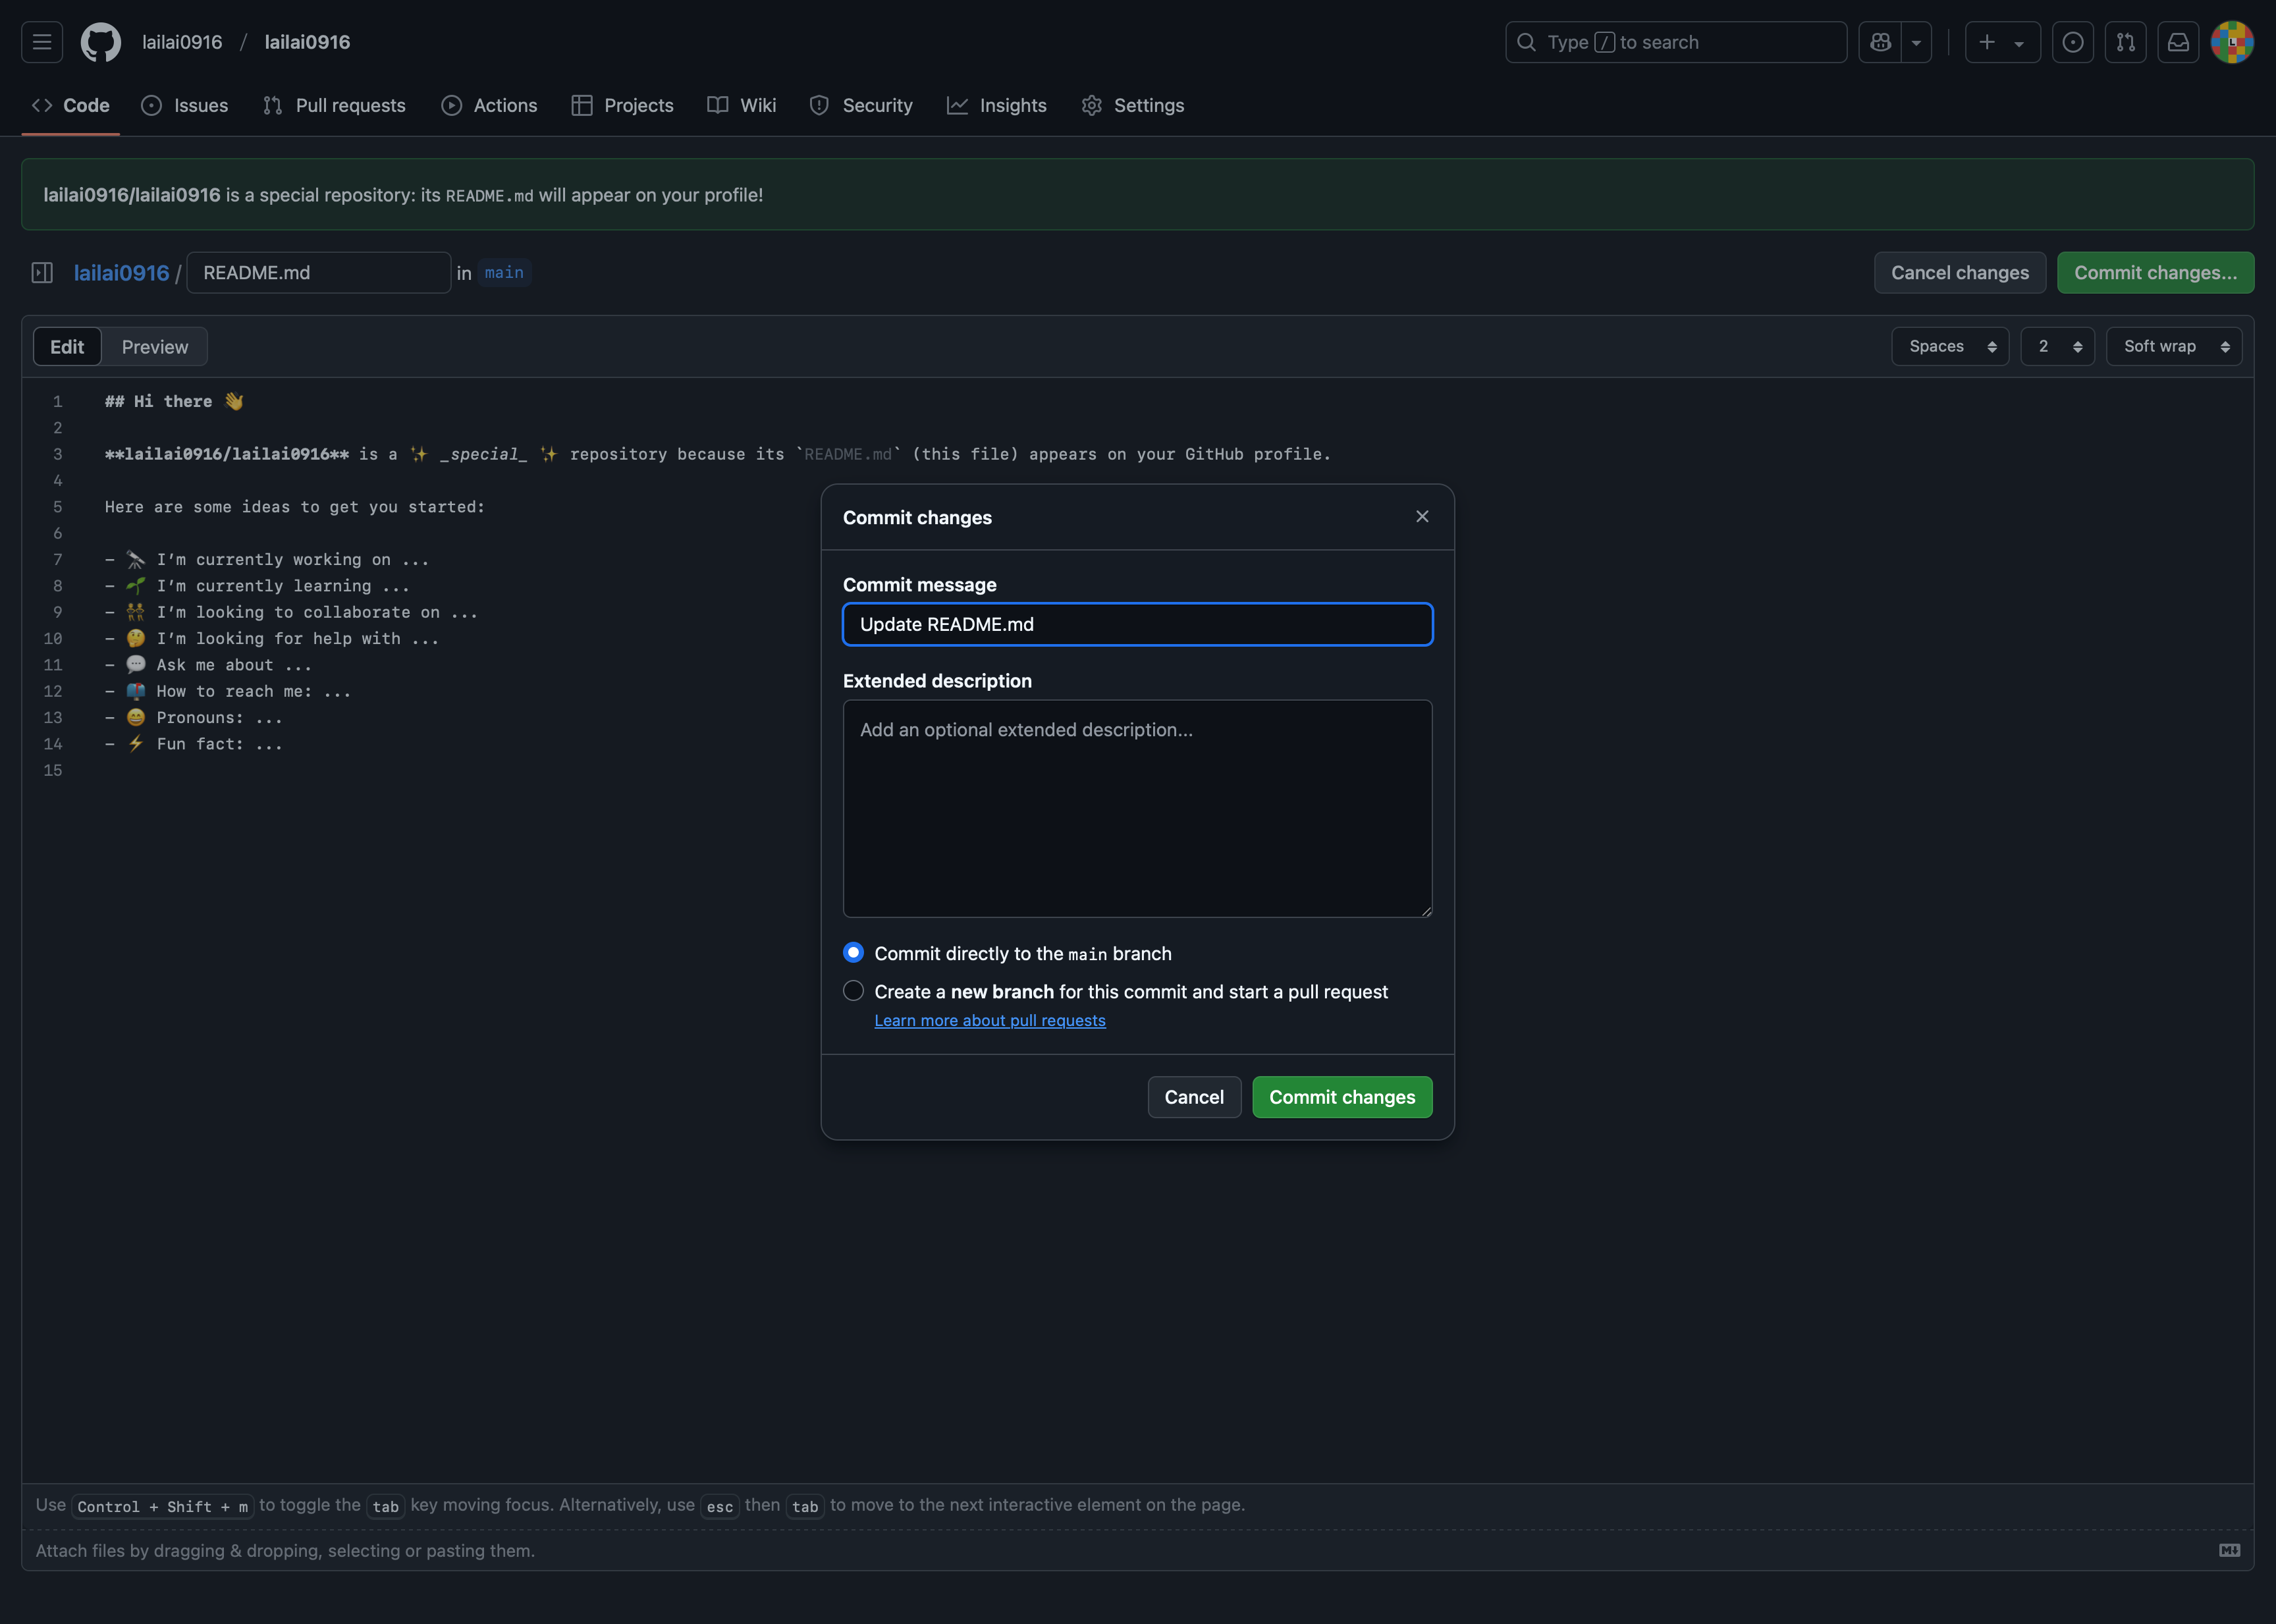 lailai0916 / lailai0916
Type / to search
Code Issues Pull requests Actions Projects Wiki Security Insights Settings
lailai0916/lailai0916 is a special repository: its README.md will appear on your profile!
lailai0916 / README.md in main
Cancel changes Commit changes...
Edit Preview
Spaces 2 Soft wrap
1 ## Hi there 👋
2
3 **lailai0916/lailai0916** is a ✨ _special_ ✨ repository because its `README.md` (this file) appears on your GitHub profile.
4
5 Here are some ideas to get you started:
6
7 - 🔭 I’m currently working on ...
8 - 🌱 I’m currently learning ...
9 - 👯 I’m looking to collaborate on ...
10 - 🤔 I’m looking for help with ...
11 - 💬 Ask me about ...
12 - 📫 How to reach me: ...
13 - 😄 Pronouns: ...
14 - ⚡ Fun fact: ...
15
Commit changes
Commit message
Update README.md
Extended description
Add an optional extended description...
Commit directly to the main branch
Create a new branch for this commit and start a pull request
Learn more about pull requests
Cancel Commit changes
Use Control + Shift + m to toggle the tab key moving focus. Alternatively, use esc then tab to move to the next interactive element on the page.
Attach files by dragging & dropping, selecting or pasting them.